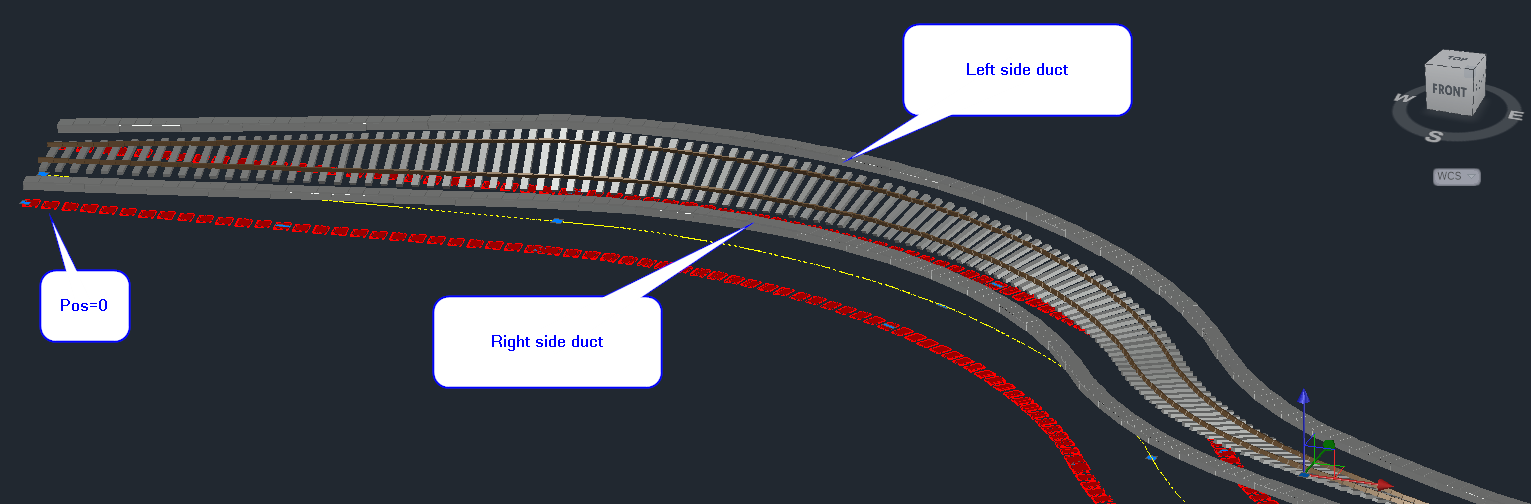 Left side duct
TOP
FRONT
W
E
S
WCS
Pos=0
Right side duct